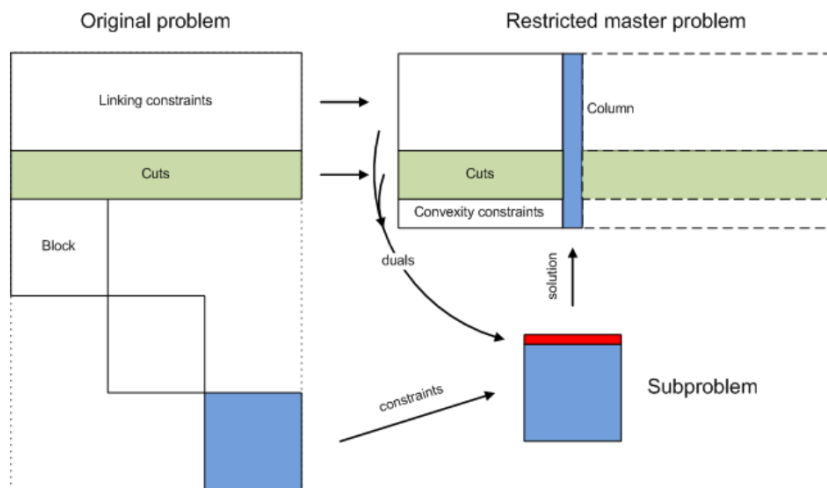 Original problem
Restricted master problem
Linking constraints
Column
Cuts
Cuts
Convexity constraints
Block
duals
solution
Subproblem
constraints